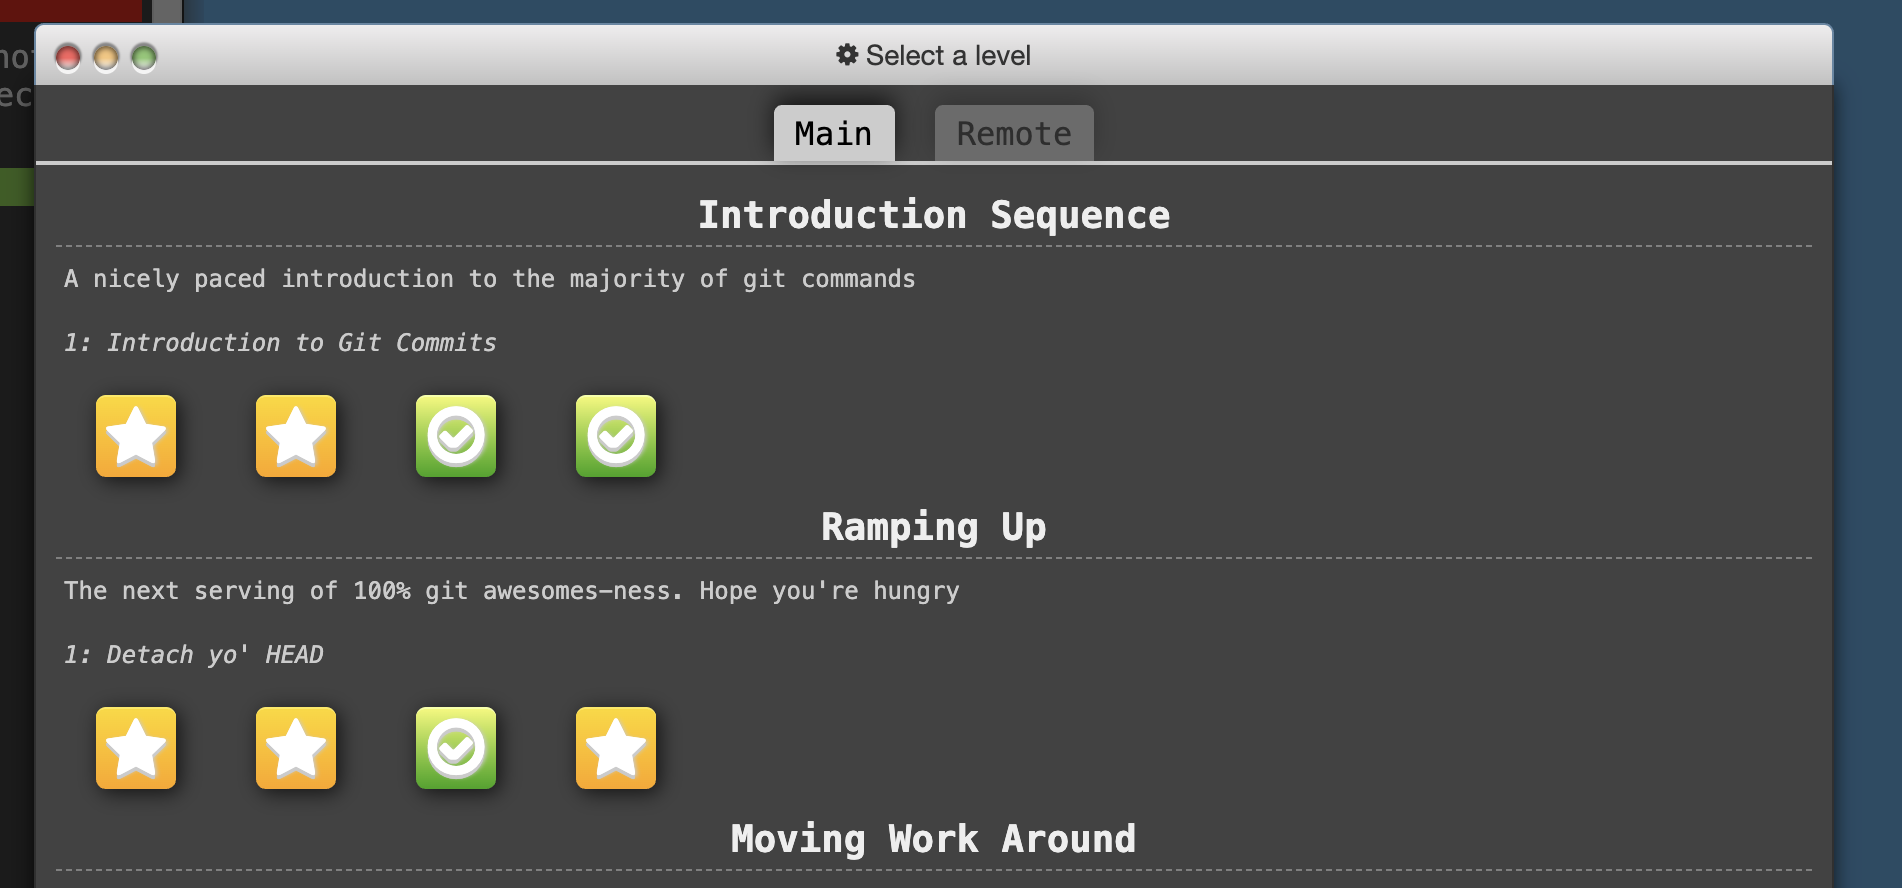 Select a level
Main Remote
Introduction Sequence
A nicely paced introduction to the majority of git commands
1: Introduction to Git Commits
Ramping Up
The next serving of 100% git awesomes-ness. Hope you're hungry
1: Detach yo' HEAD
Moving Work Around